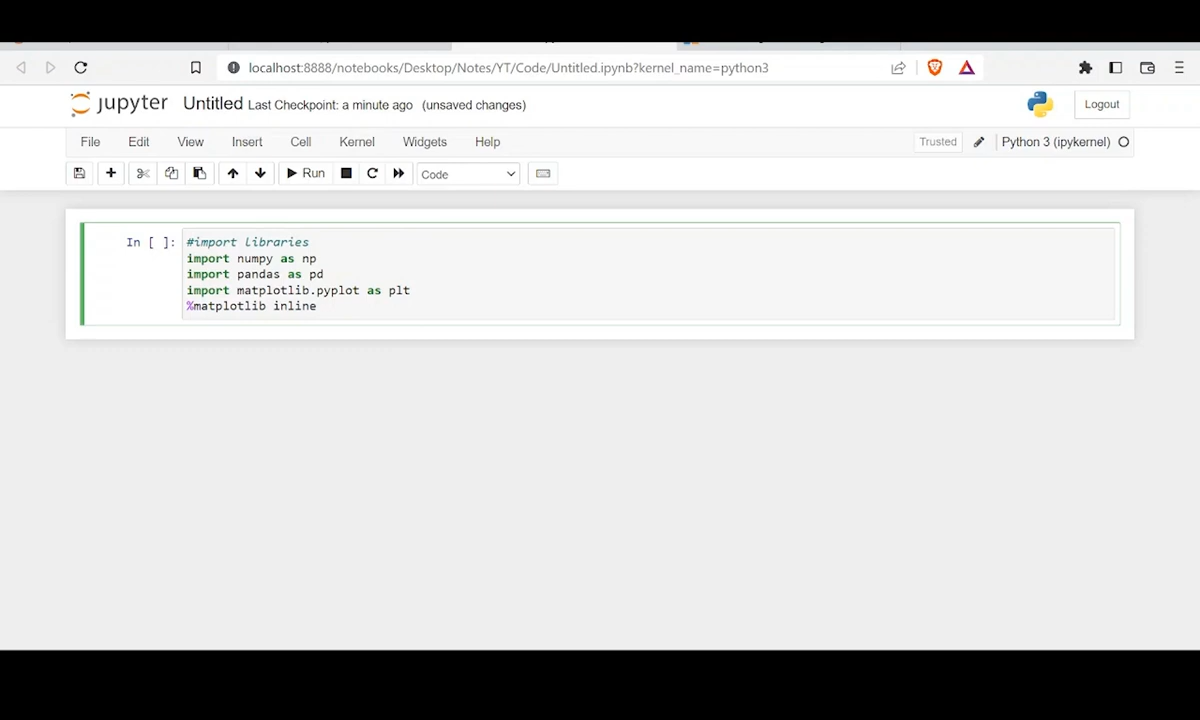 localhost:8888/notebooks/Desktop/Notes/YT/Code/Untitled.ipynb?kernel_name=python3
jupyter Untitled Last Checkpoint: a minute ago (unsaved changes)
Logout
File Edit View Insert Cell Kernel Widgets Help
Trusted Python 3 (ipykernel)
Run Code
In [ ]: #import libraries
import numpy as np
import pandas as pd
import matplotlib.pyplot as plt
%matplotlib inline